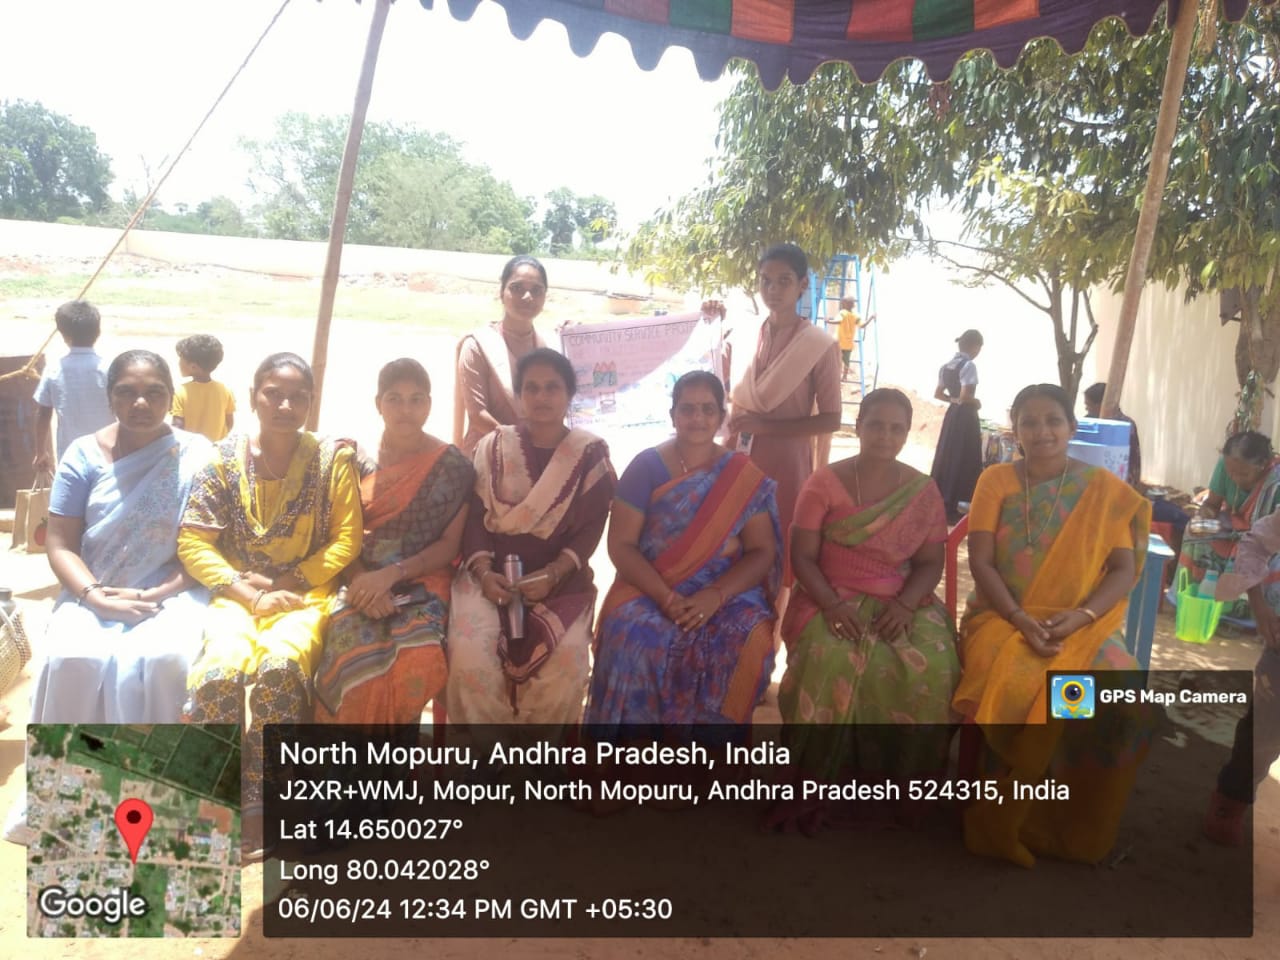 COMMUNITY SERVICE
GPS Map Camera
North Mopuru, Andhra Pradesh, India
J2XR+WMJ, Mopur, North Mopuru, Andhra Pradesh 524315, India
Lat 14.650027°
Long 80.042028°
06/06/24 12:34 PM GMT +05:30
Google